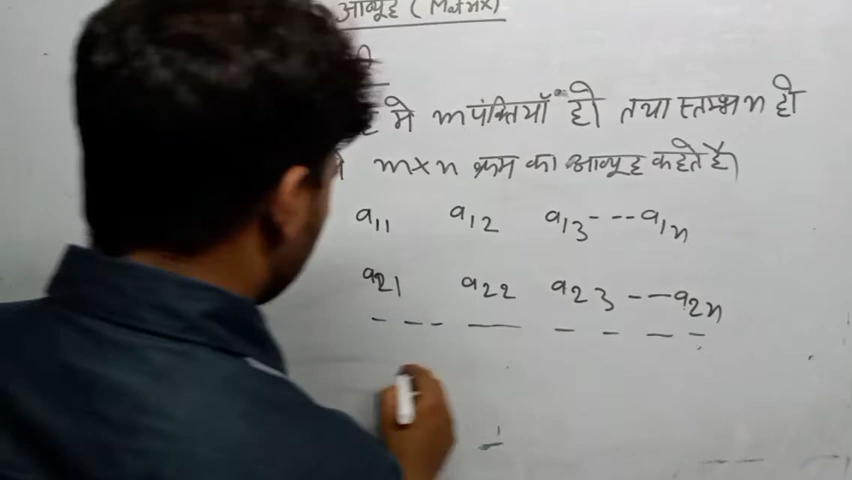 आव्यूह (Matrix)
मे m पंक्तियाँ हो तथा स्तम्भ n हो
m×n क्रम का आव्यूह कहते है।
a11 a12 a13 - - - a1n
a21 a22 a23 - - - a2n